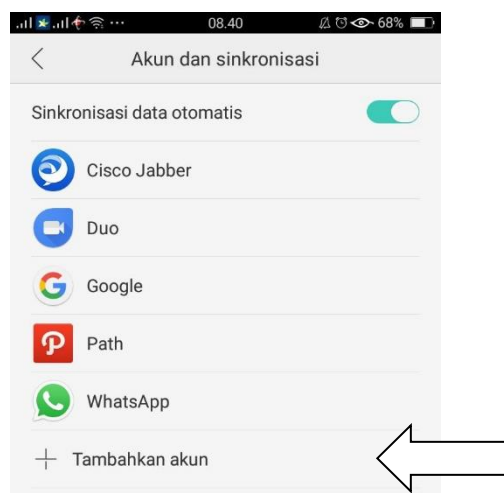 08.40 68%
Akun dan sinkronisasi
Sinkronisasi data otomatis
Cisco Jabber
Duo
Google
Path
WhatsApp
Tambahkan akun